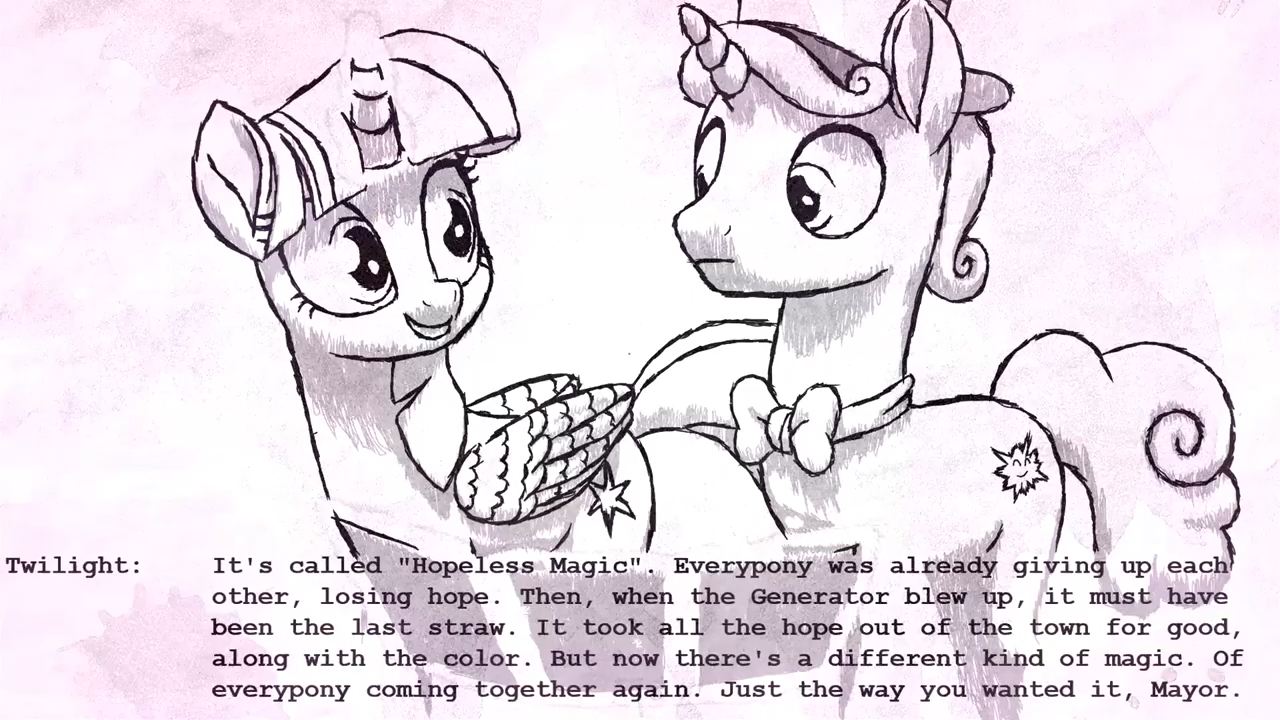 Twilight: It's called "Hopeless Magic". Everypony was already giving up each
other, losing hope. Then, when the Generator blew up, it must have
been the last straw. It took all the hope out of the town for good,
along with the color. But now there's a different kind of magic. Of
everypony coming together again. Just the way you wanted it, Mayor.